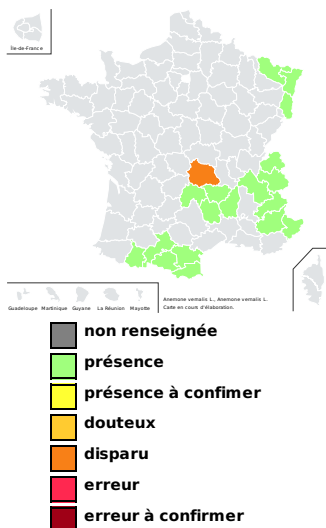 Île-de-France
Guadeloupe Martinique Guyane La Réunion Mayotte
Anemone vernalis L., Anemone vernalis L.
Carte en cours d'élaboration.
non renseignée
présence
présence à confimer
douteux
disparu
erreur
erreur à confirmer